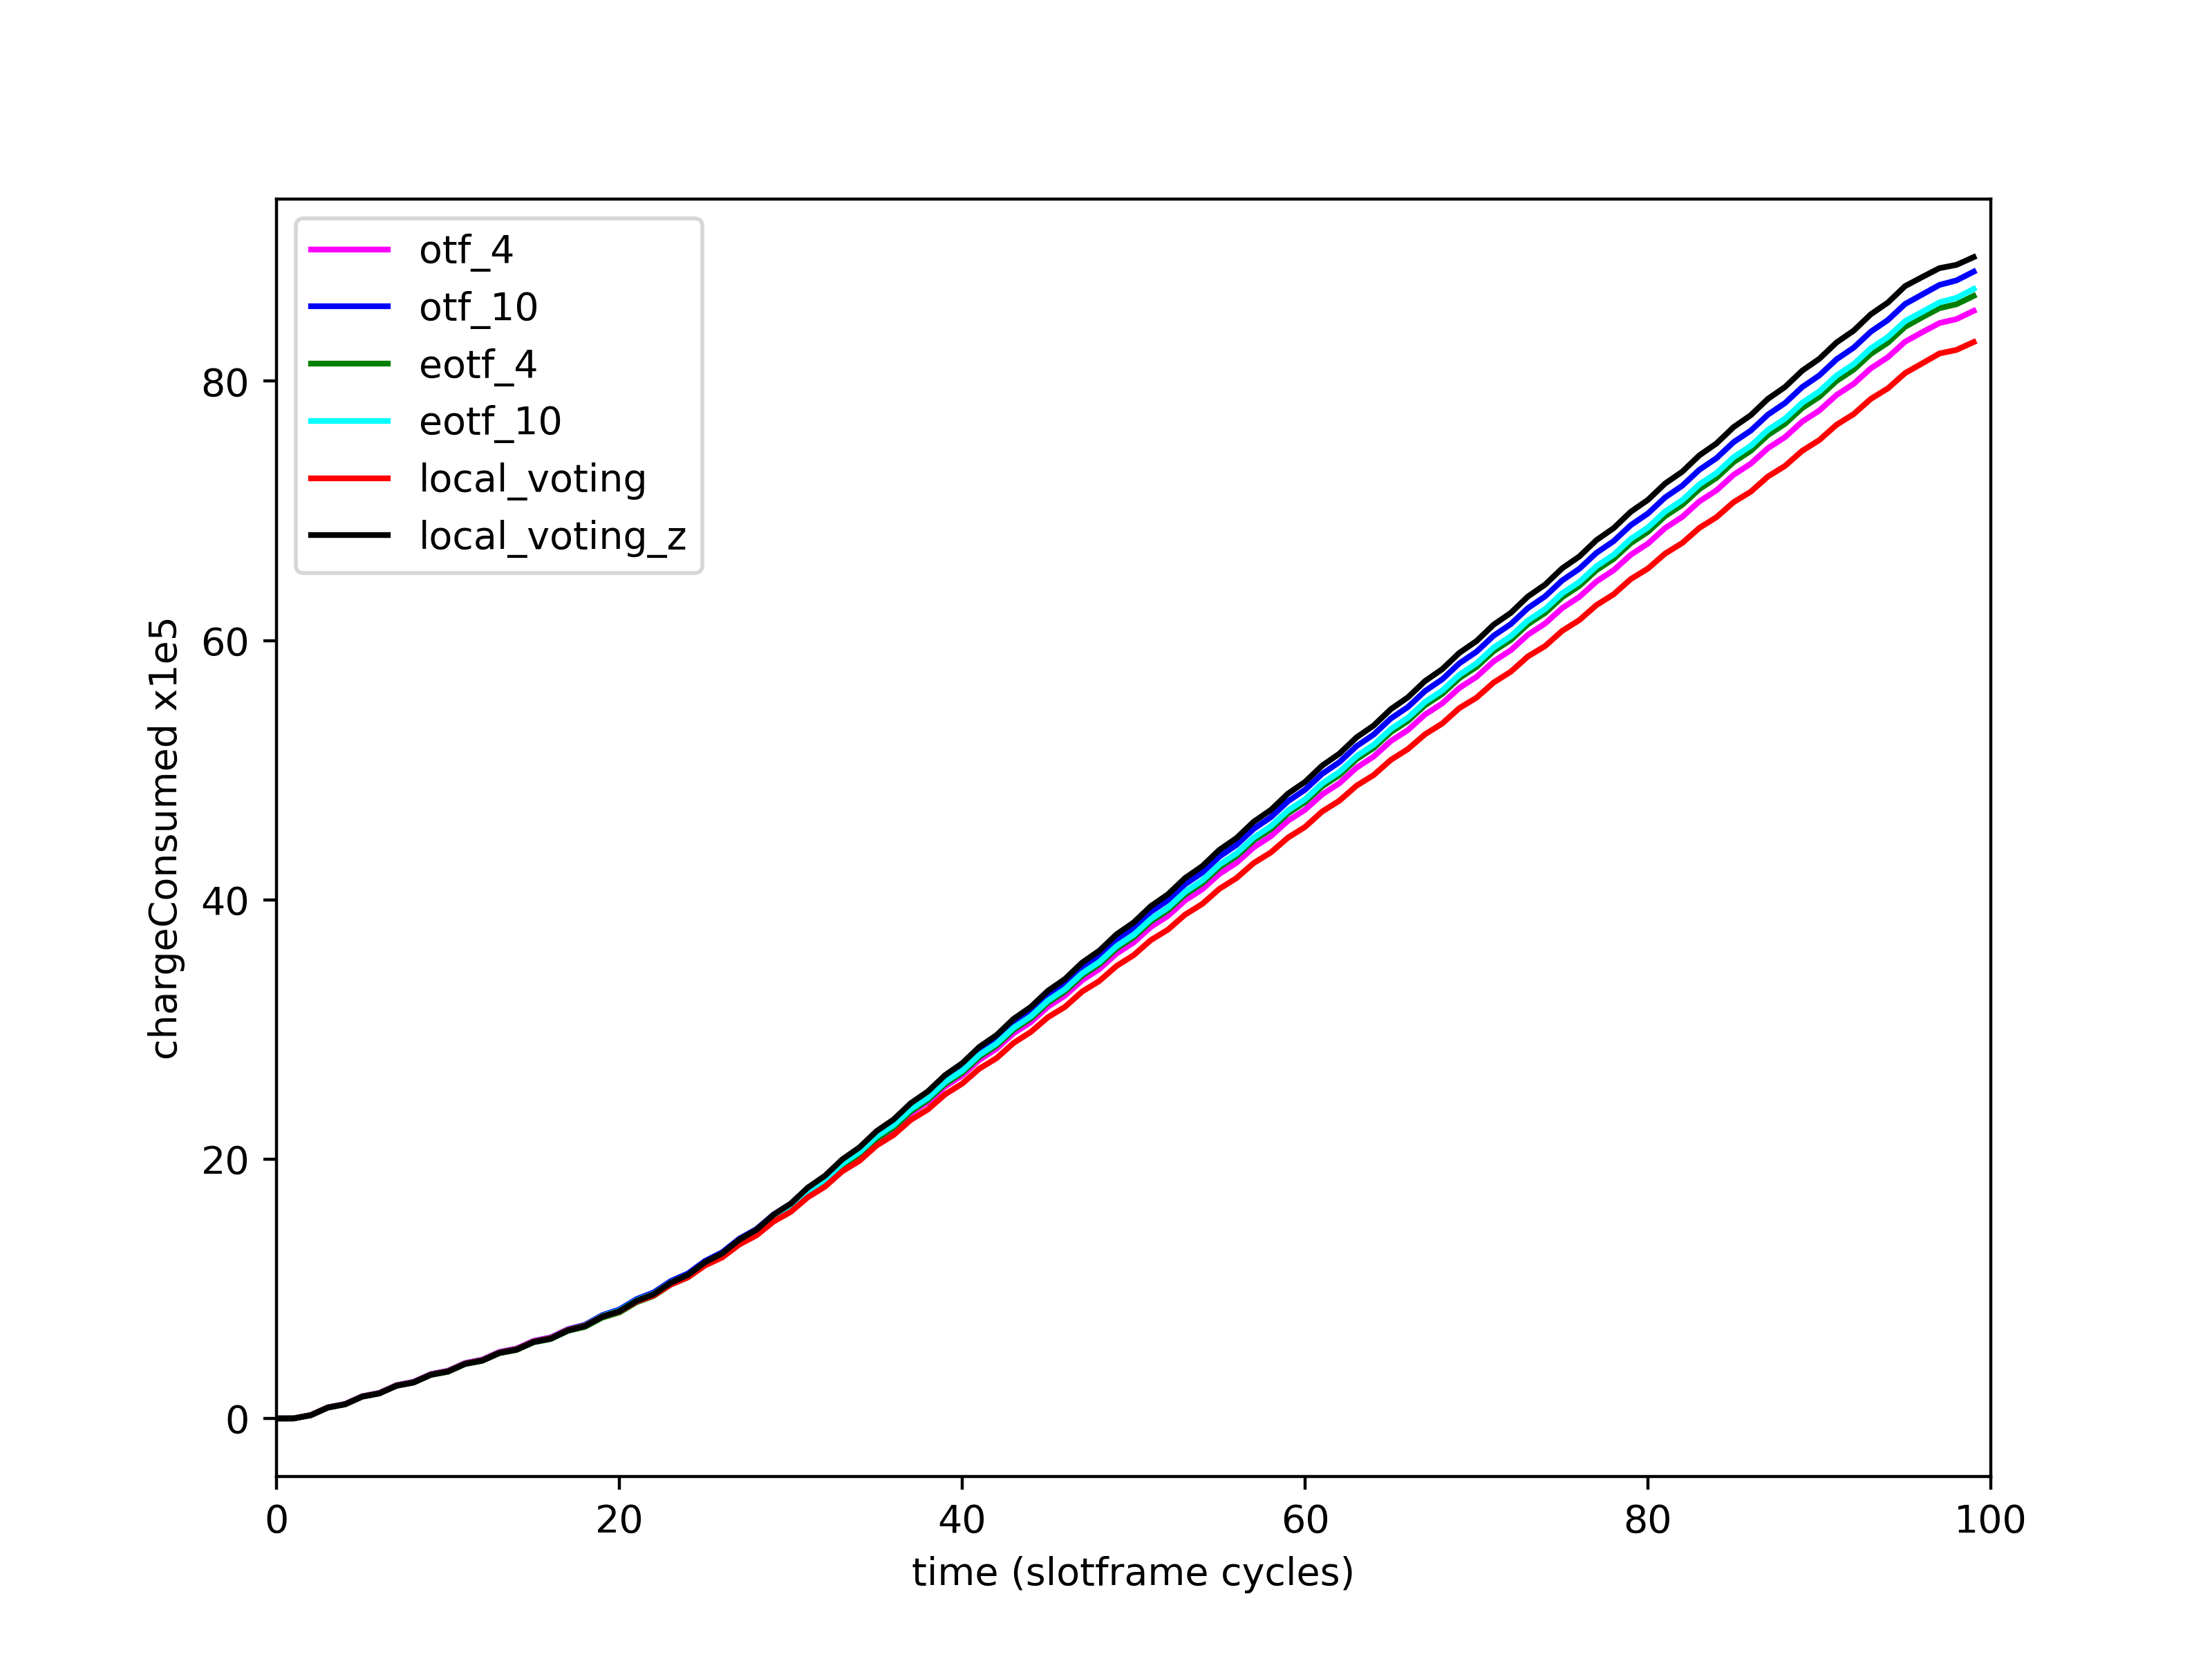 otf_4
otf_10
eotf_4
eotf_10
local_voting
local_voting_z
chargeConsumed x1e5
80
60
40
20
0
0 20 40 60 80 100
time (slotframe cycles)